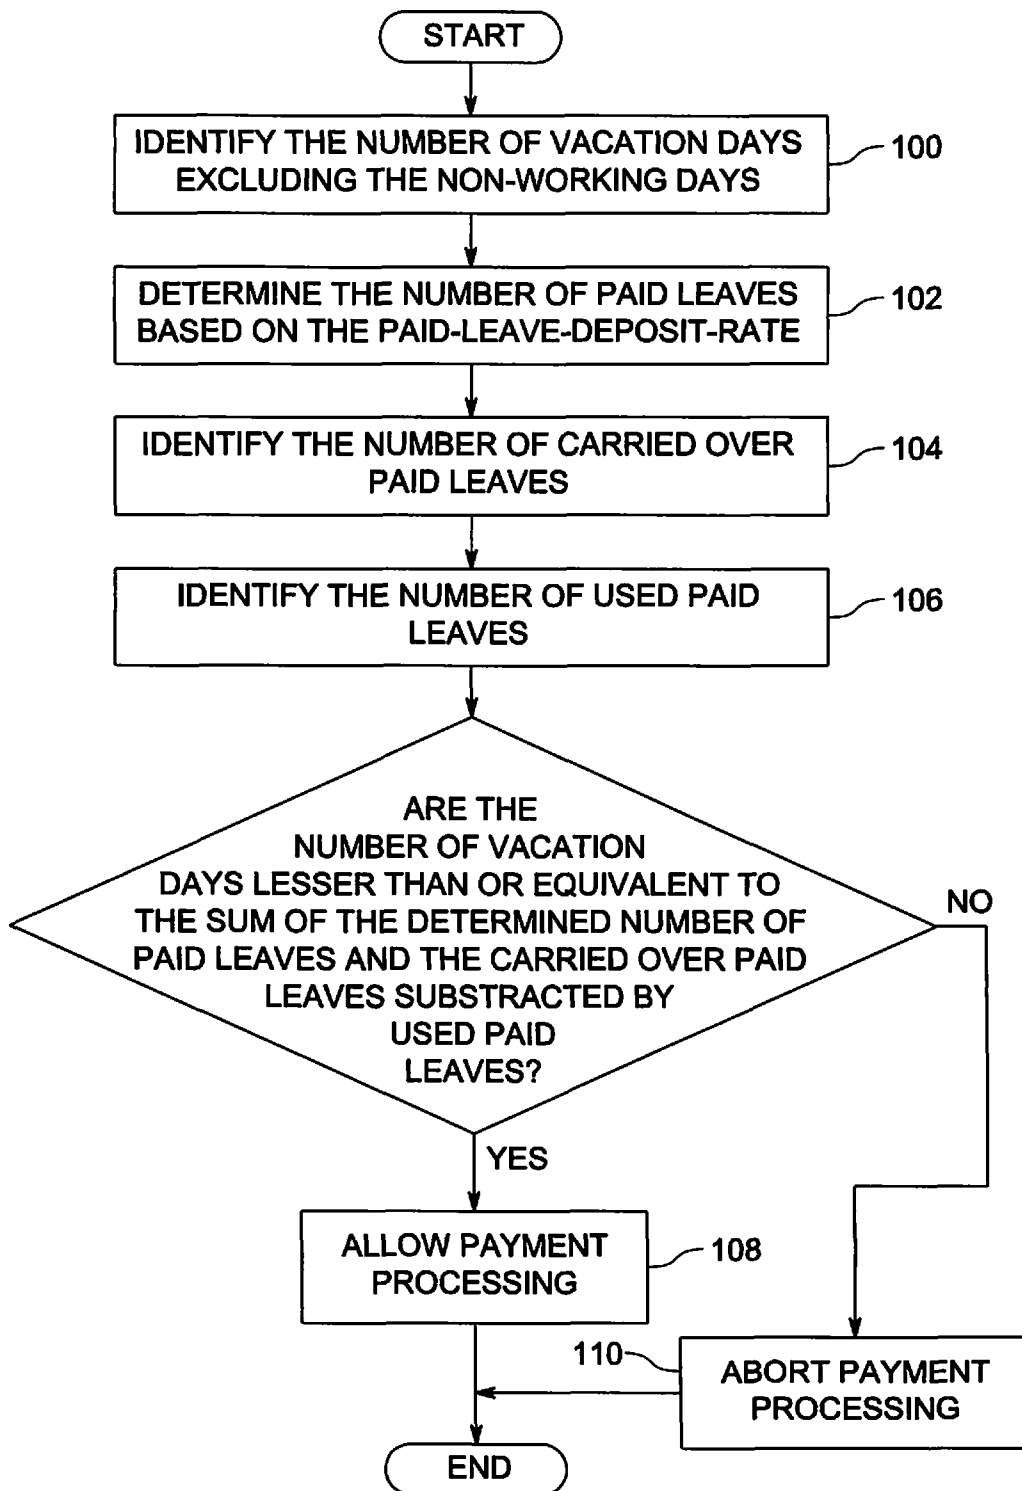 START
IDENTIFY THE NUMBER OF VACATION DAYS
EXCLUDING THE NON-WORKING DAYS
100
DETERMINE THE NUMBER OF PAID LEAVES
BASED ON THE PAID-LEAVE-DEPOSIT-RATE
102
IDENTIFY THE NUMBER OF CARRIED OVER
PAID LEAVES
104
IDENTIFY THE NUMBER OF USED PAID
LEAVES
106
ARE THE
NUMBER OF VACATION
DAYS LESSER THAN OR EQUIVALENT TO
THE SUM OF THE DETERMINED NUMBER OF
PAID LEAVES AND THE CARRIED OVER PAID
LEAVES SUBSTRACTED BY
USED PAID
LEAVES?
NO
YES
ALLOW PAYMENT
PROCESSING
108
110
ABORT PAYMENT
PROCESSING
END